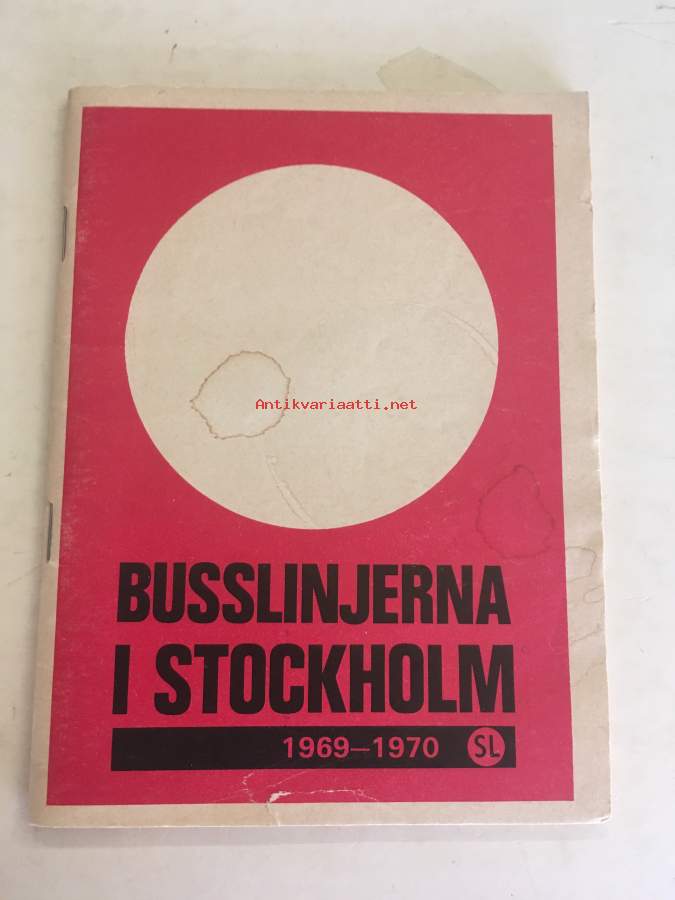 Antikvariaatti.net
BUSSLINJERNA
I STOCKHOLM
1969–1970 SL